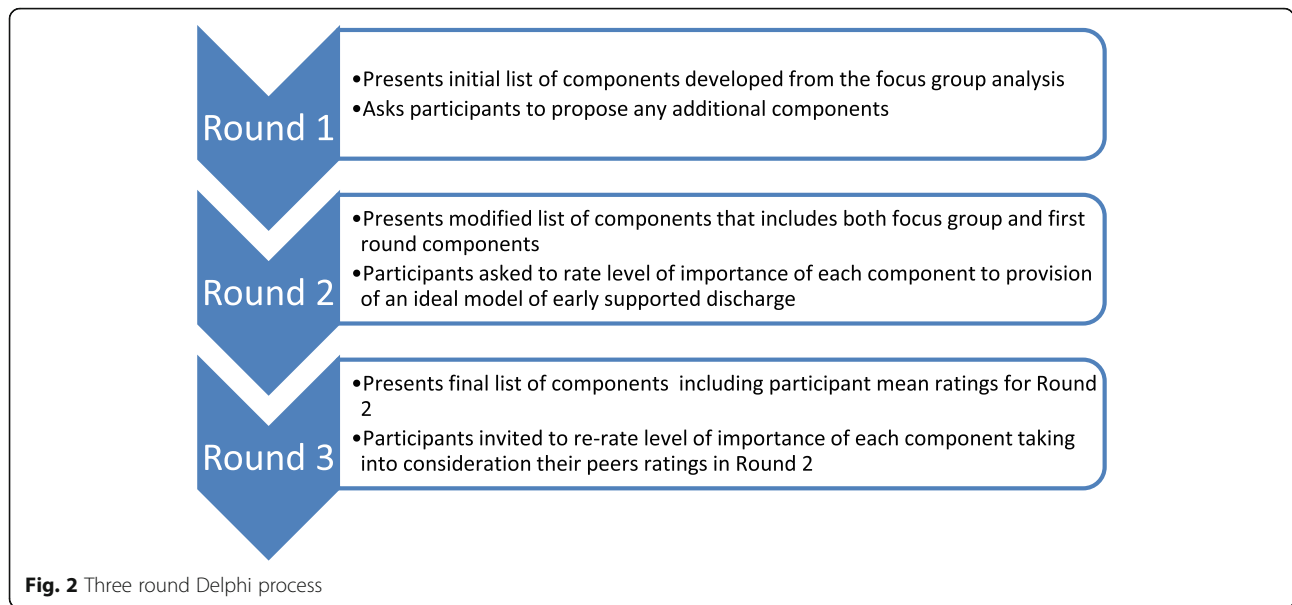 •Presents initial list of components developed from the focus group analysis
•Asks participants to propose any additional components
Round 1
•Presents modified list of components that includes both focus group and first
round components
•Participants asked to rate level of importance of each component to provision
of an ideal model of early supported discharge
Round 2
•Presents final list of components including participant mean ratings for Round
2
•Participants invited to re-rate level of importance of each component taking
into consideration their peers ratings in Round 2
Round 3
Fig. 2 Three round Delphi process